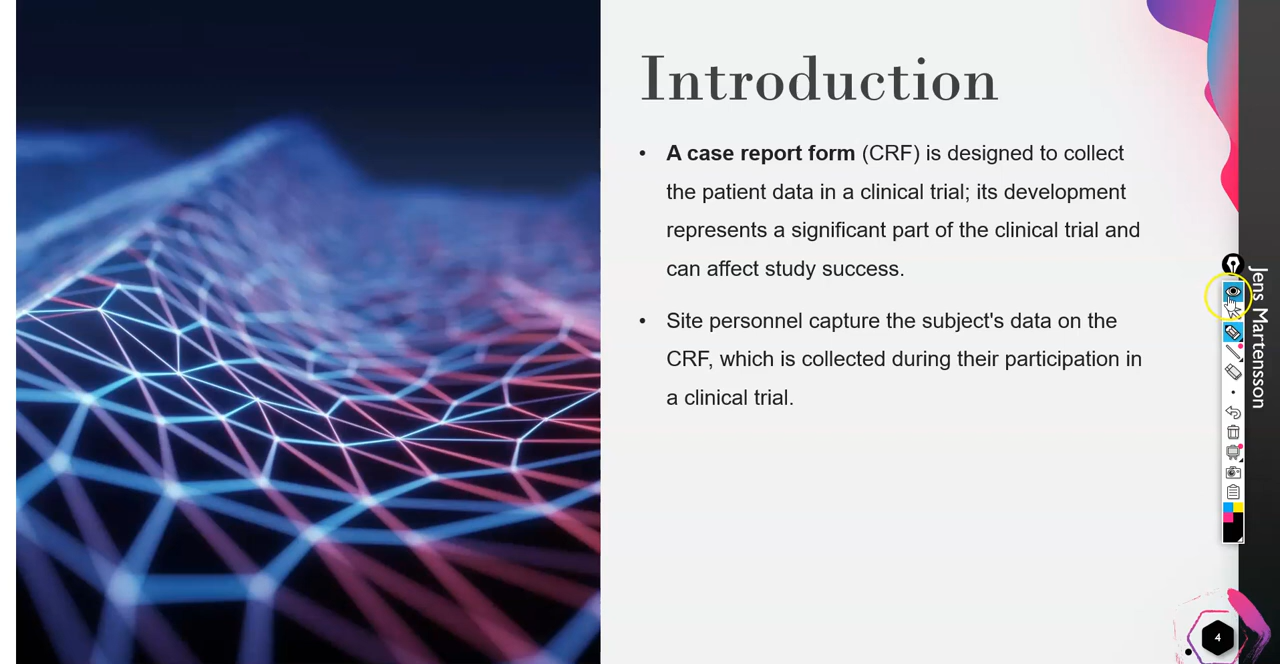 Introduction
• A case report form (CRF) is designed to collect
the patient data in a clinical trial; its development
represents a significant part of the clinical trial and
can affect study success.
• Site personnel capture the subject's data on the
CRF, which is collected during their participation in
a clinical trial.
Jens Martensson
4